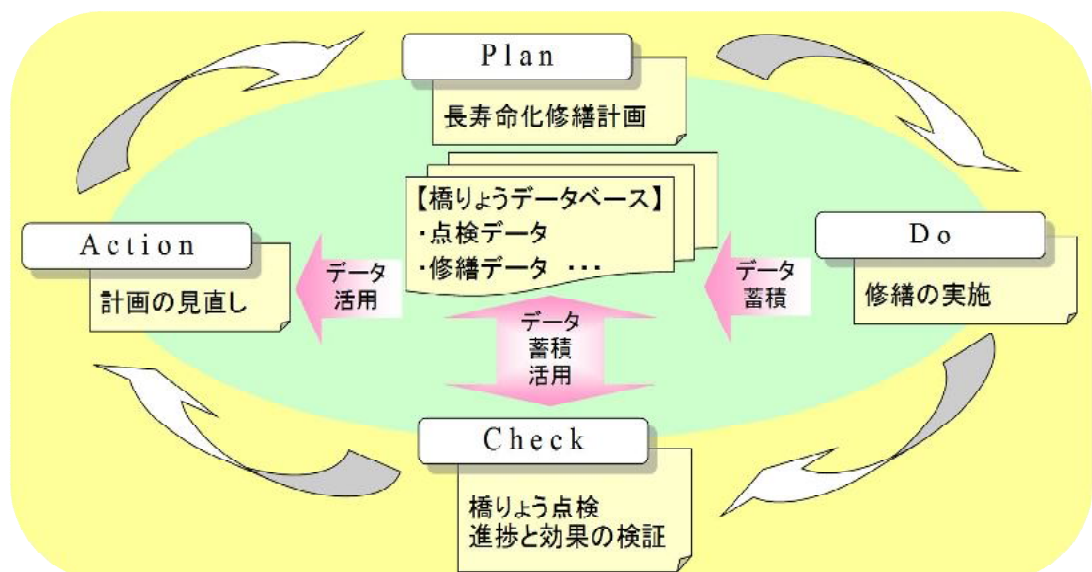 Plan
長寿命化修繕計画
【橋りょうデータベース】
・点検データ
・修繕データ ・・・
Action
計画の見直し
データ
活用
データ
蓄積
Do
修繕の実施
データ
蓄積
活用
Check
橋りょう点検
進捗と効果の検証